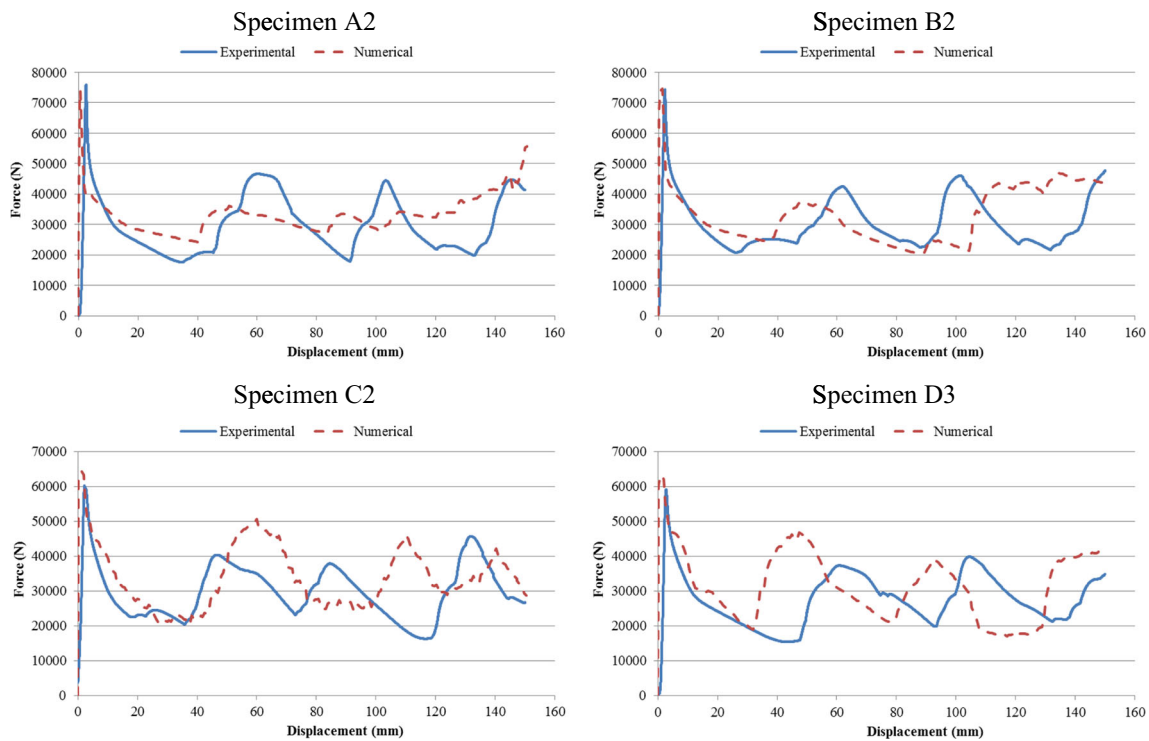 Specimen A2
Experimental Numerical
80000
70000
60000
50000
40000
30000
20000
10000
0
Force (N)
0 20 40 60 80 100 120 140 160
Displacement (mm)
Specimen B2
Experimental Numerical
80000
70000
60000
50000
40000
30000
20000
10000
0
Force (N)
0 20 40 60 80 100 120 140 160
Displacement (mm)
Specimen C2
Experimental Numerical
70000
60000
50000
40000
30000
20000
10000
0
Force (N)
0 20 40 60 80 100 120 140 160
Displacement (mm)
Specimen D3
Experimental Numerical
70000
60000
50000
40000
30000
20000
10000
0
Force (N)
0 20 40 60 80 100 120 140 160
Displacement (mm)